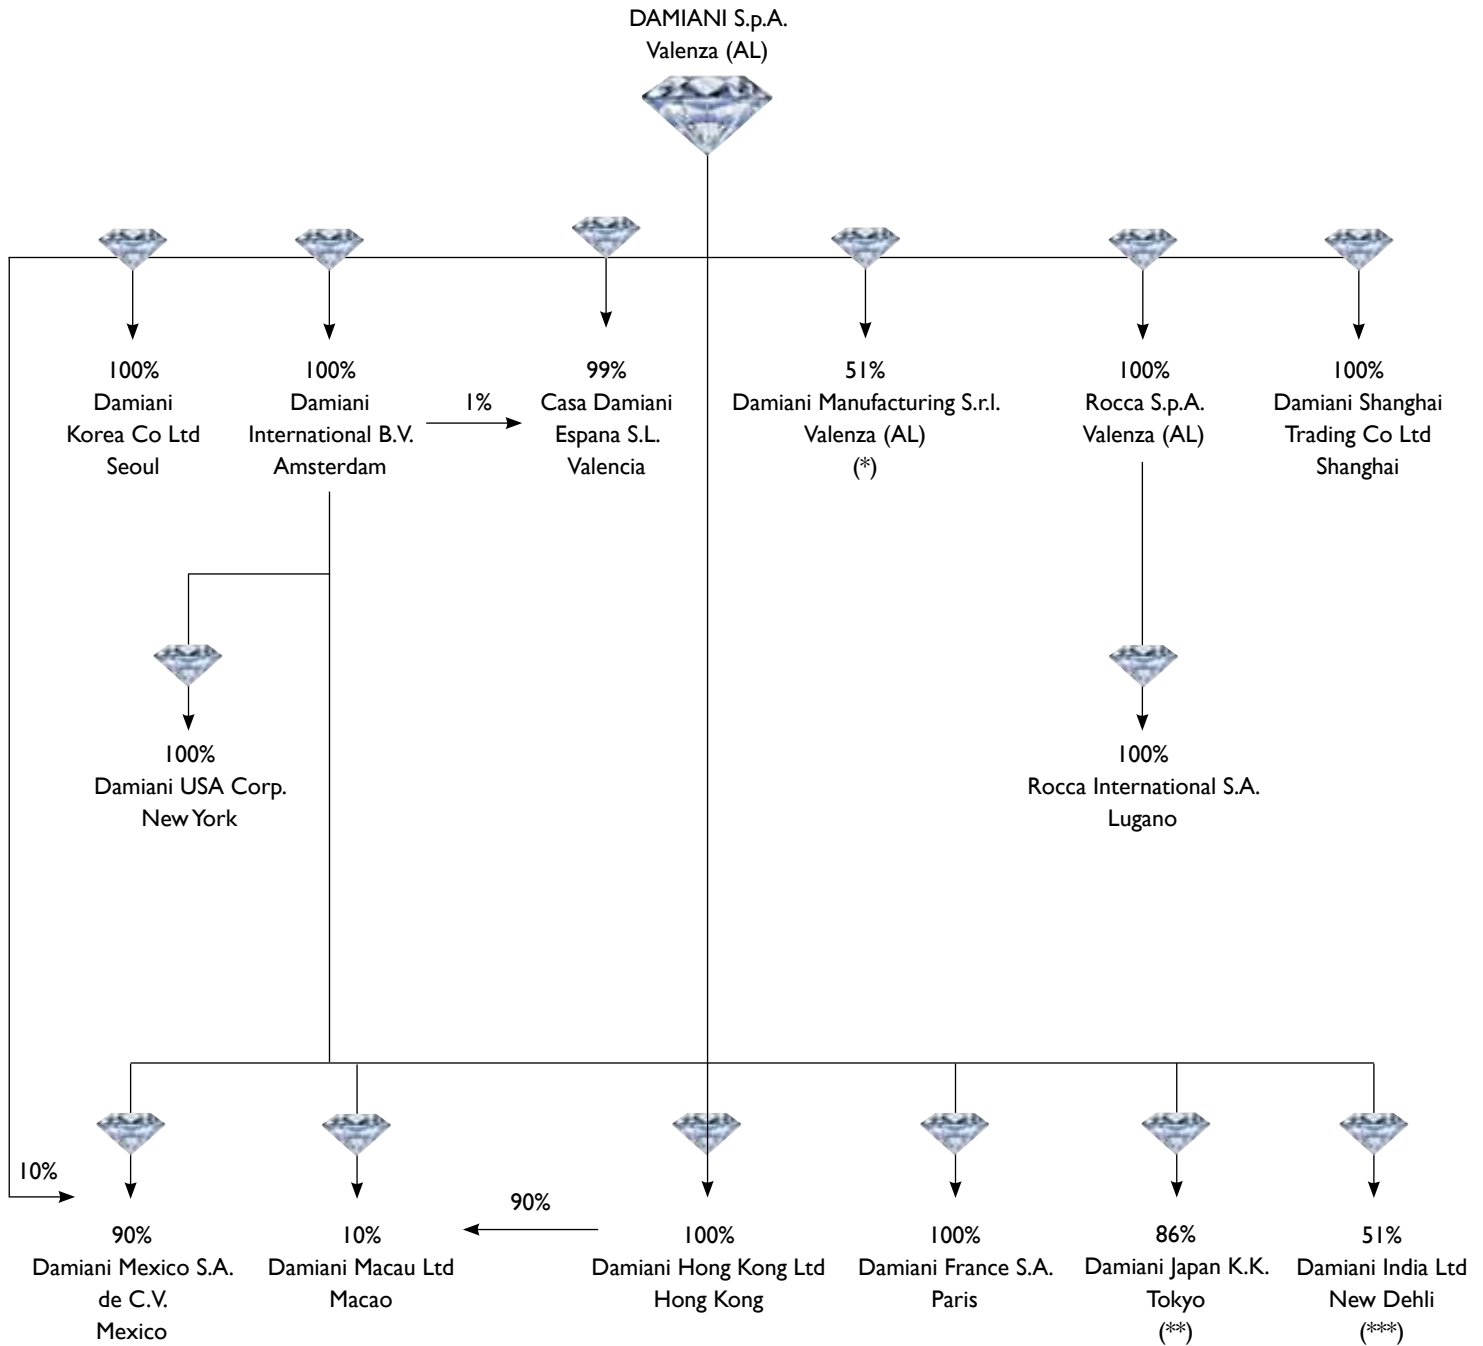 DAMIANI S.p.A.
Valenza (AL)
100%
Damiani
Korea Co Ltd
Seoul
100%
Damiani
International B.V.
Amsterdam
1%
99%
Casa Damiani
Espana S.L.
Valencia
51%
Damiani Manufacturing S.r.l.
Valenza (AL)
(*)
100%
Rocca S.p.A.
Valenza (AL)
100%
Damiani Shanghai
Trading Co Ltd
Shanghai
100%
Damiani USA Corp.
New York
100%
Rocca International S.A.
Lugano
10%
90%
Damiani Mexico S.A.
de C.V.
Mexico
10%
Damiani Macau Ltd
Macao
90%
100%
Damiani Hong Kong Ltd
Hong Kong
100%
Damiani France S.A.
Paris
86%
Damiani Japan K.K.
Tokyo
(**)
51%
Damiani India Ltd
New Dehli
(***)